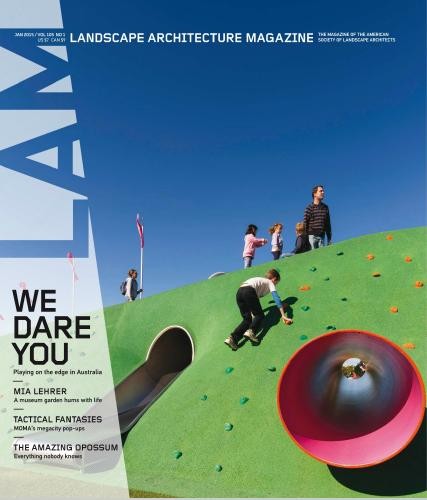 JAN 2015 / VOL 105 NO 1
US $7 CAN $9
LAM
LANDSCAPE ARCHITECTURE MAGAZINE
THE MAGAZINE OF THE AMERICAN
SOCIETY OF LANDSCAPE ARCHITECTS
WE
DARE
YOU
Playing on the edge in Australia
MIA LEHRER
A museum garden hums with life
TACTICAL FANTASIES
MOMA's megacity pop-ups
THE AMAZING OPOSSUM
Everything nobody knows